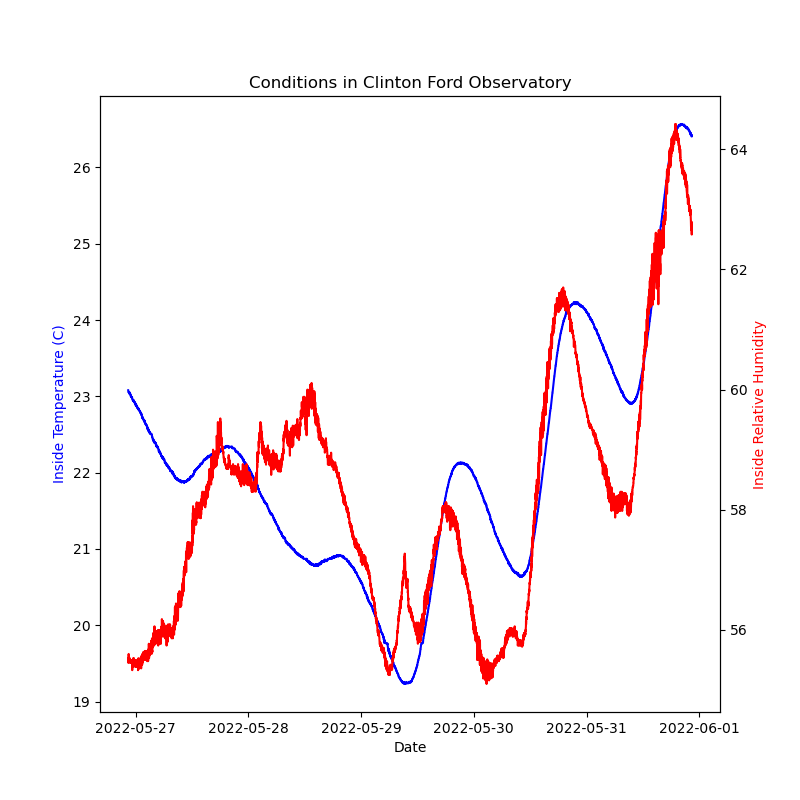 Conditions in Clinton Ford Observatory
Inside Temperature (C)
26
25
24
23
22
21
20
19
64
62
60
58
56
Inside Relative Humidity
2022-05-27 2022-05-28 2022-05-29 2022-05-30 2022-05-31 2022-06-01
Date